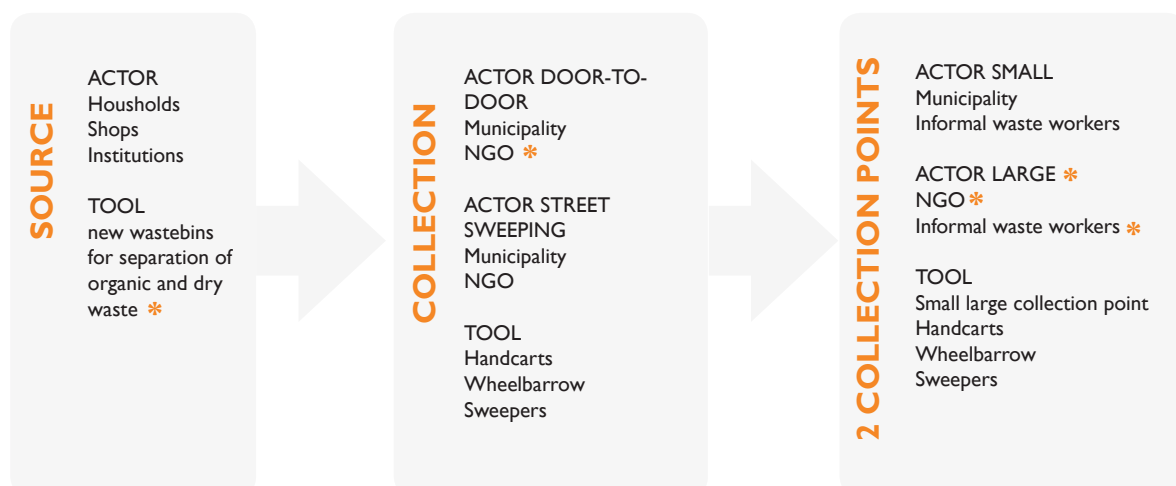 SOURCE
ACTOR
Housholds
Shops
Institutions
TOOL
new wastebins
for separation of
organic and dry
waste *
COLLECTION
ACTOR DOOR-TO-
DOOR
Municipality
NGO *
ACTOR STREET
SWEEPING
Municipality
NGO
TOOL
Handcarts
Wheelbarrow
Sweepers
2 COLLECTION POINTS
ACTOR SMALL
Municipality
Informal waste workers
ACTOR LARGE *
NGO *
Informal waste workers *
TOOL
Small large collection point
Handcarts
Wheelbarrow
Sweepers